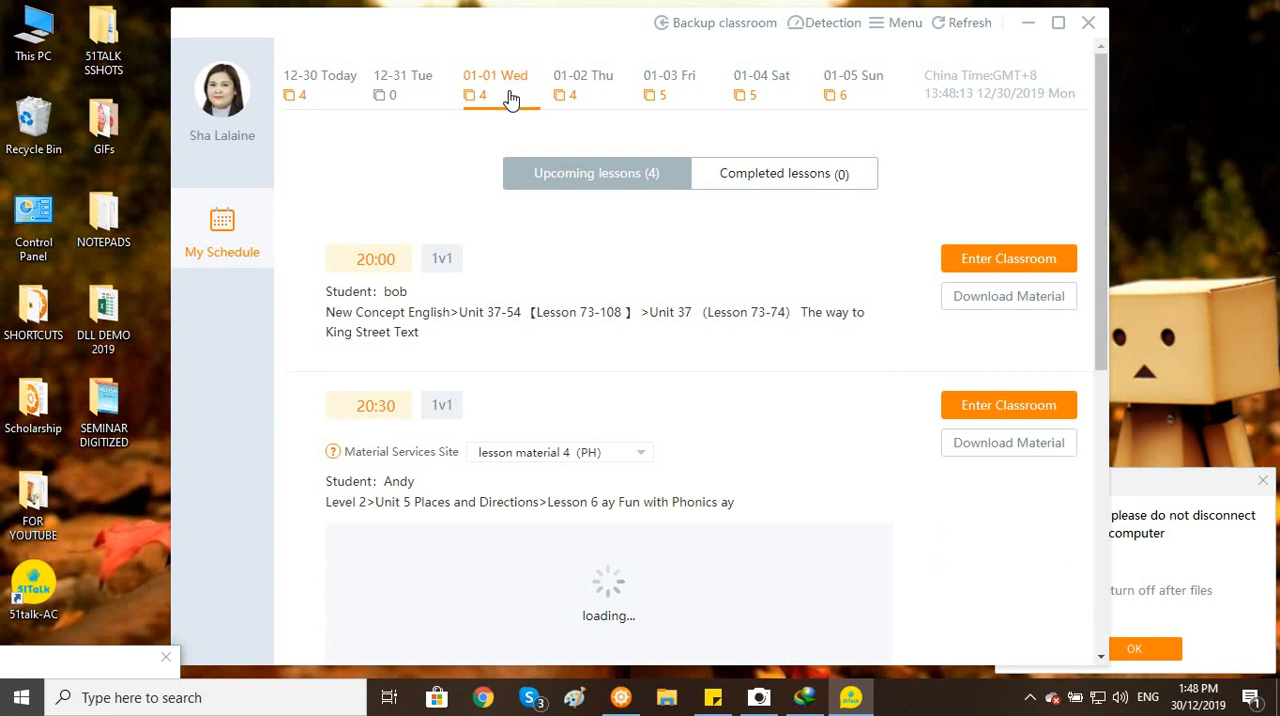 This PC
51TALK
SSHOTS
Recycle Bin
GIFs
Control
Panel
NOTEPADS
SHORTCUTS
DLL DEMO
2019
Scholarship
SEMINAR
DIGITIZED
FOR
YOUTUBE
51Talk
51talk-AC
Backup classroom
Detection
Menu
Refresh
Sha Lalaine
My Schedule
12-30 Today
4
12-31 Tue
0
01-01 Wed
4
01-02 Thu
4
01-03 Fri
5
01-04 Sat
5
01-05 Sun
6
China Time:GMT+8
13:48:13 12/30/2019 Mon
Upcoming lessons (4)
Completed lessons (0)
20:00
1v1
Enter Classroom
Download Material
Student: bob
New Concept English>Unit 37-54 【Lesson 73-108 】 >Unit 37 （Lesson 73-74） The way to
King Street Text
20:30
1v1
Enter Classroom
Download Material
? Material Services Site
lesson material 4 (PH)
Student: Andy
Level 2>Unit 5 Places and Directions>Lesson 6 ay Fun with Phonics ay
loading...
please do not disconnect
computer
turn off after files
OK
Type here to search
3
ENG
1:48 PM
30/12/2019
1